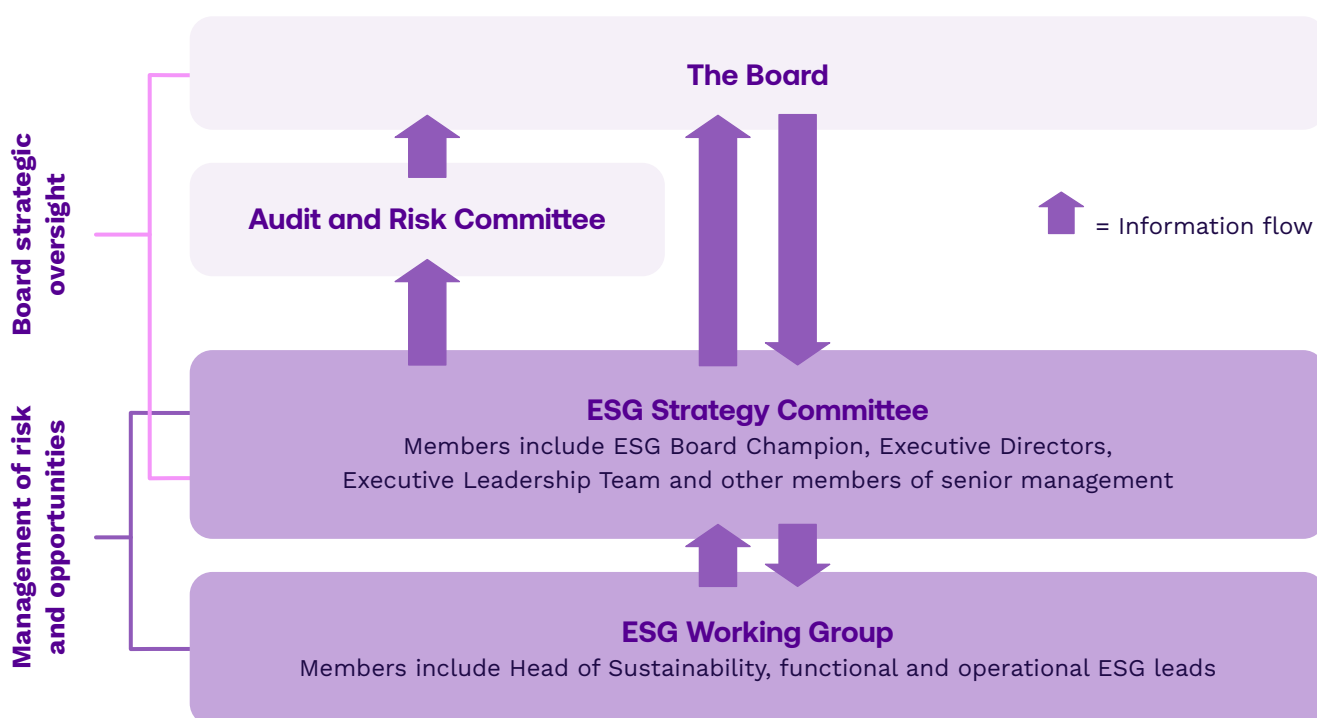 The Board
Board strategic
oversight
Audit and Risk Committee
= Information flow
Management of risk
and opportunities
ESG Strategy Committee
Members include ESG Board Champion, Executive Directors,
Executive Leadership Team and other members of senior management
ESG Working Group
Members include Head of Sustainability, functional and operational ESG leads